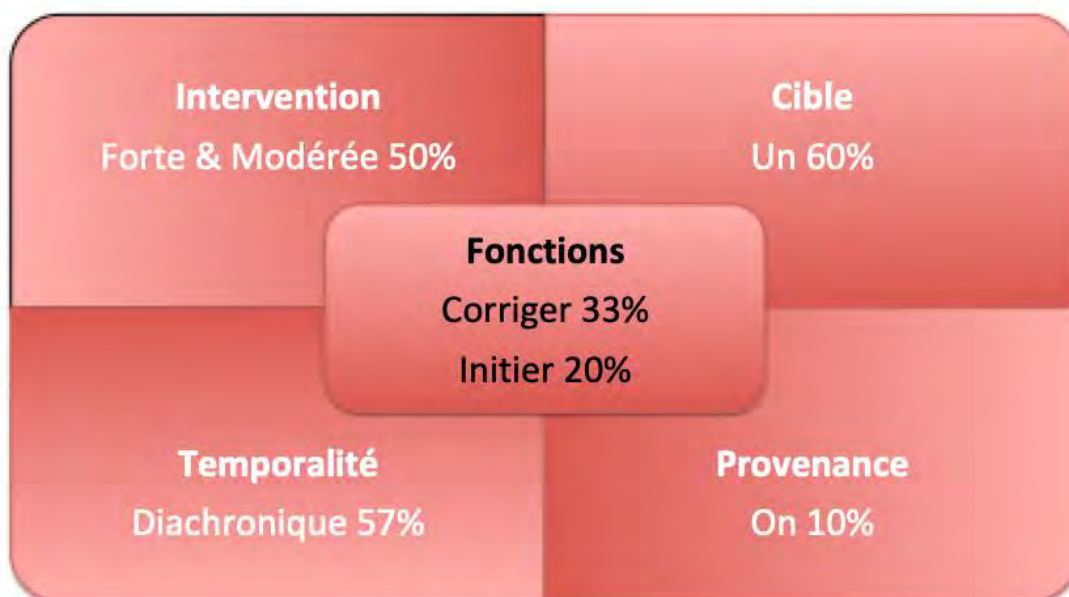 Intervention
Forte & Modérée 50%
Cible
Un 60%
Fonctions
Corriger 33%
Initier 20%
Temporalité
Diachronique 57%
Provenance
On 10%